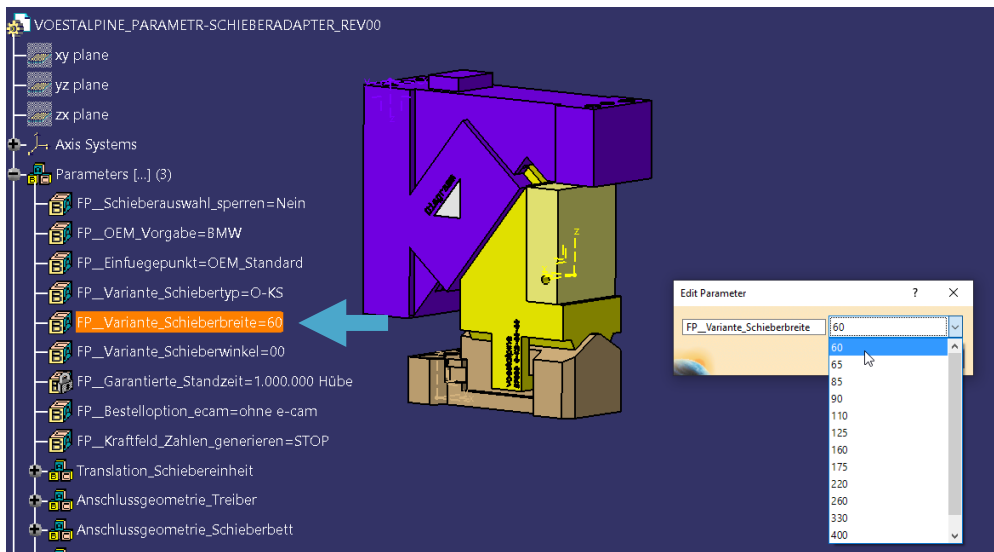 VOESTALPINE_PARAMETR-SCHIEBERADAPTER_REV00
xy plane
yz plane
zx plane
Axis Systems
Parameters [...] (3)
FP__Schieberauswahl_sperren=Nein
FP__OEM_Vorgabe=BMW
FP__Einfuegepunkt=OEM_Standard
FP__Variante_Schiebertyp=O-KS
FP__Variante_Schieberbreite=60
FP__Variante_Schieberwinkel=00
FP__Garantierte_Standzeit=1.000.000 Hübe
FP__Bestelloption_ecam=ohne e-cam
FP__Kraftfeld_Zahlen_generieren=STOP
Translation_Schiebereinheit
Anschlussgeometrie_Treiber
Anschlussgeometrie_Schieberbett
Diagram
z
voestalpine
Edit Parameter
?
FP__Variante_Schieberbreite
60
60
65
85
90
110
125
160
175
220
260
330
400